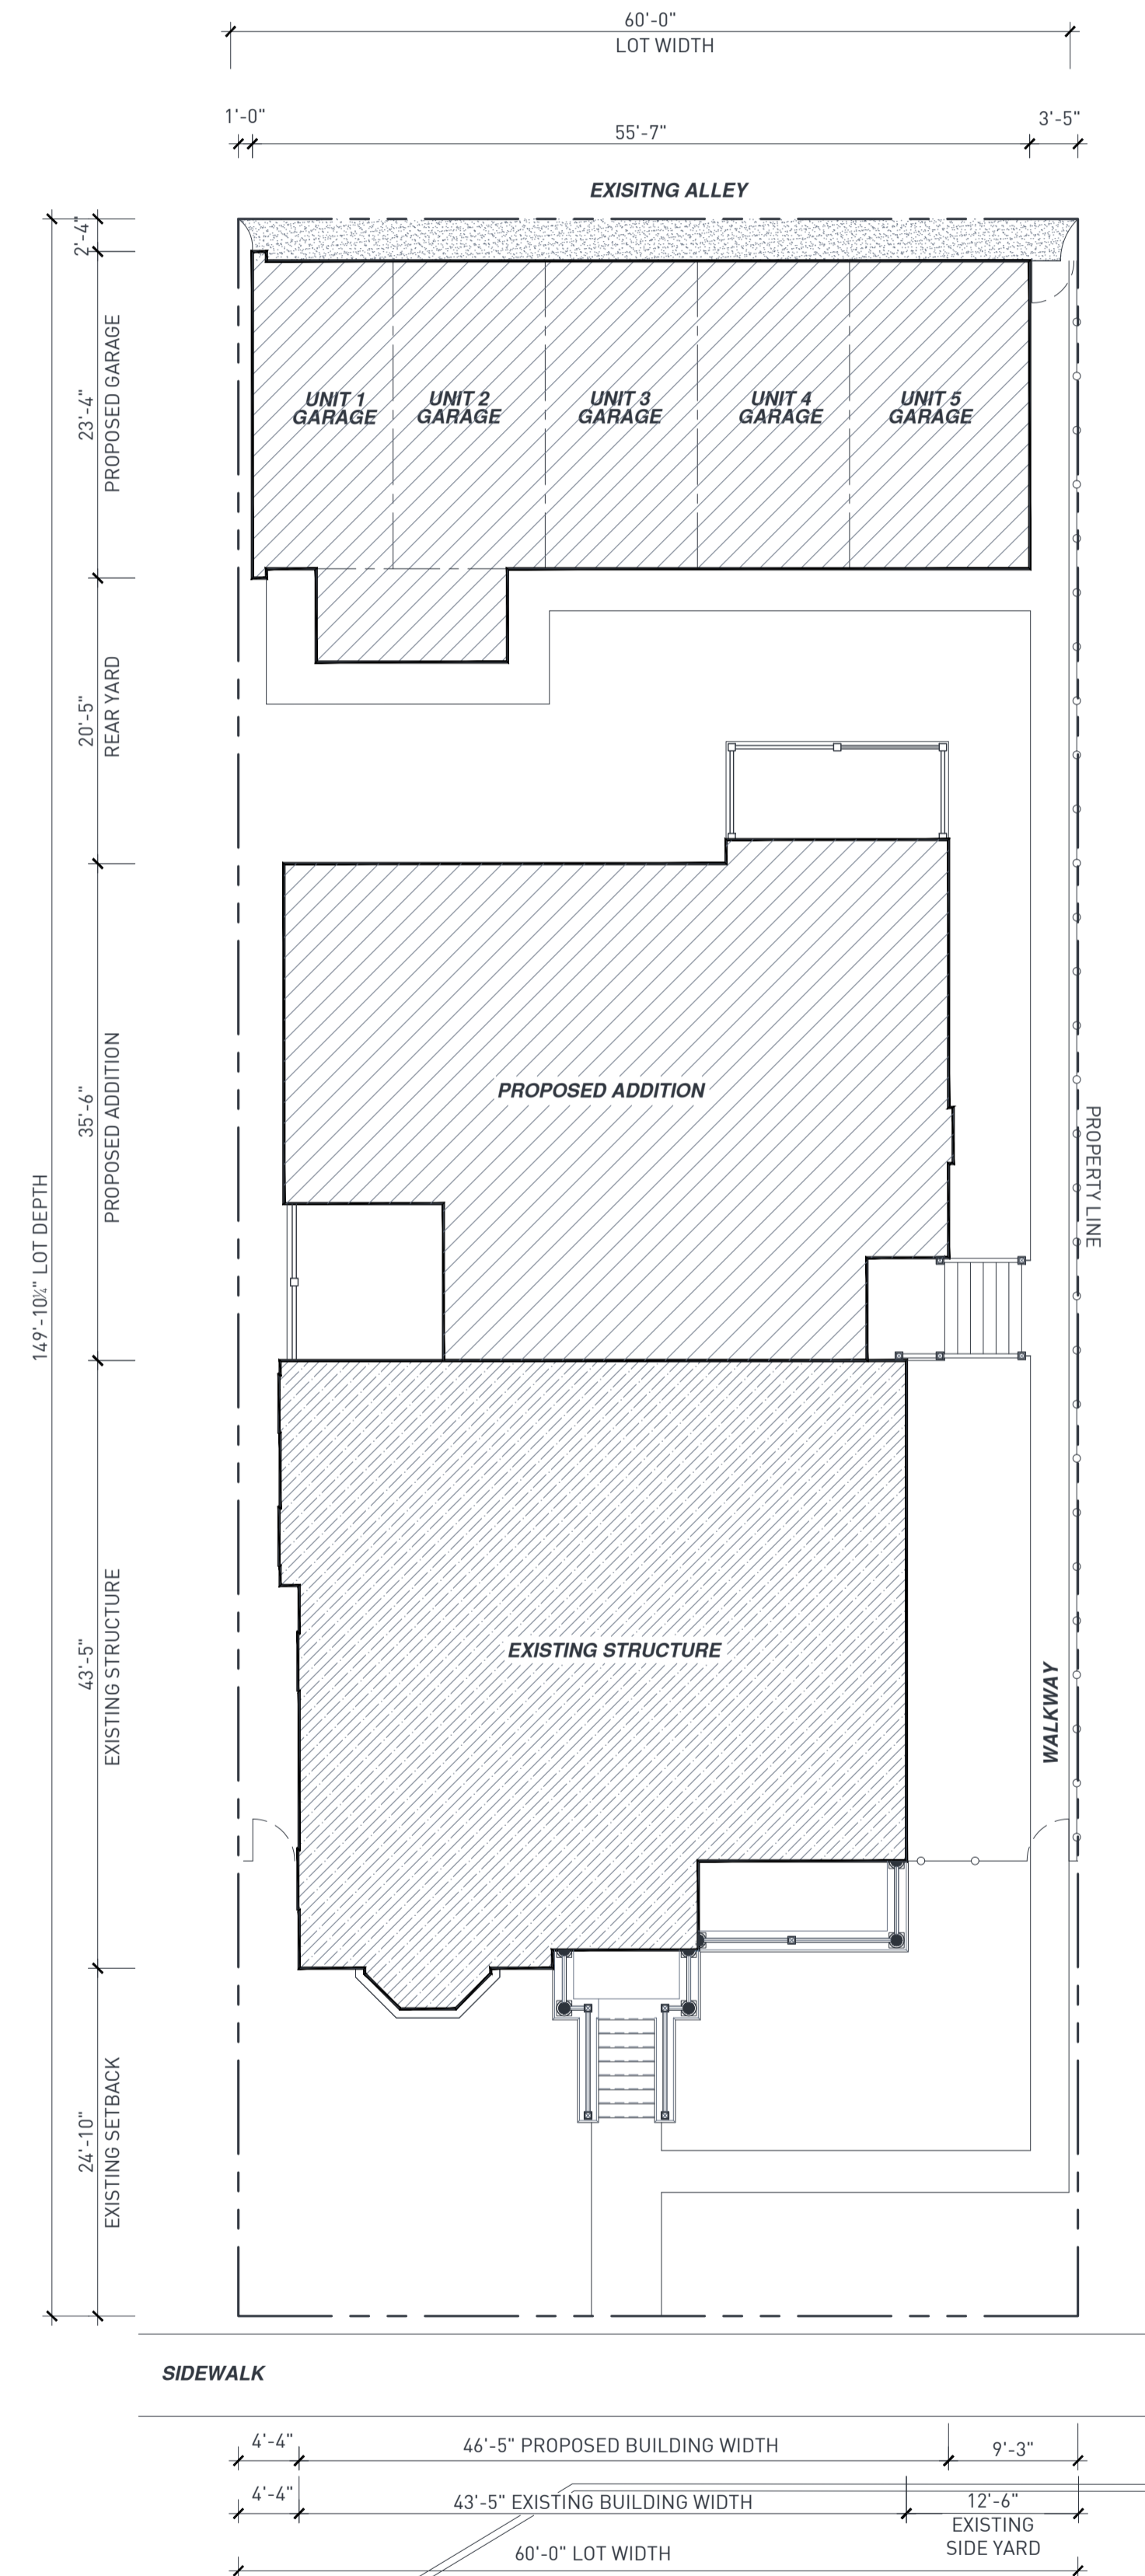 60'-0"
LOT WIDTH
1'-0"
55'-7"
3'-5"
EXISITNG ALLEY
2'-4"
23'-4"
PROPOSED GARAGE
UNIT 1
GARAGE
UNIT 2
GARAGE
UNIT 3
GARAGE
UNIT 4
GARAGE
UNIT 5
GARAGE
20'-5"
REAR YARD
35'-6"
PROPOSED ADDITION
PROPOSED ADDITION
PROPERTY LINE
149'-10¼" LOT DEPTH
43'-5"
EXISTING STRUCTURE
EXISTING STRUCTURE
WALKWAY
24'-10"
EXISTING SETBACK
SIDEWALK
4'-4"
46'-5" PROPOSED BUILDING WIDTH
9'-3"
4'-4"
43'-5" EXISTING BUILDING WIDTH
12'-6"
EXISTING
SIDE YARD
60'-0" LOT WIDTH